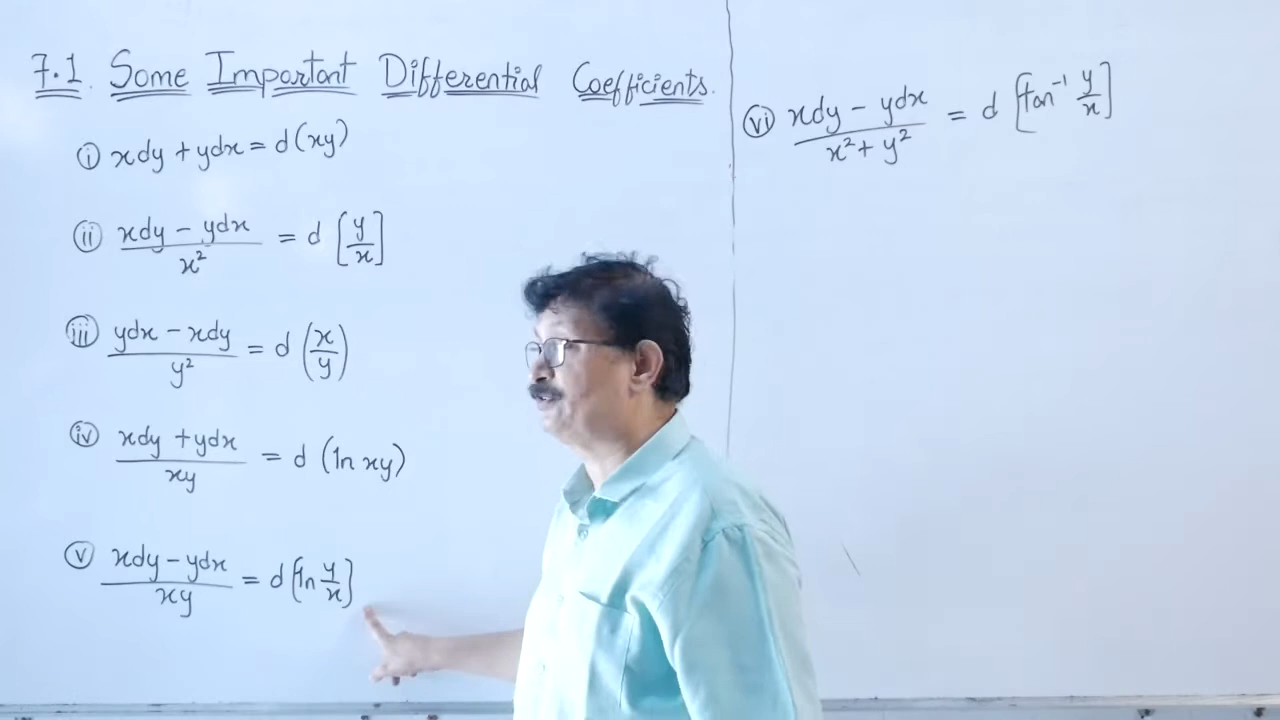 7.1. Some Important Differential Coefficients.
(i) xdy + ydx = d(xy)
(ii) (xdy - ydx)/x² = d [y/x]
(iii) (ydx - xdy)/y² = d (x/y)
(iv) (xdy + ydx)/xy = d (ln xy)
(v) (xdy - ydx)/xy = d [ln y/x]
(vi) (xdy - ydx)/(x² + y²) = d [tan⁻¹ y/x]